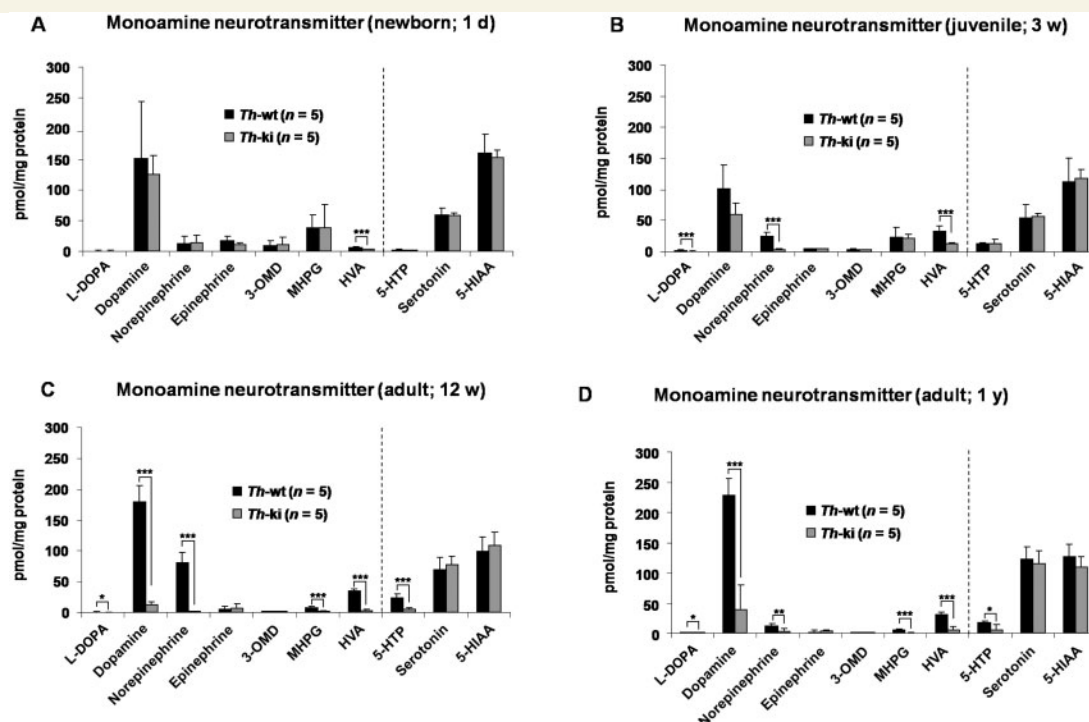 A
Monoamine neurotransmitter (newborn; 1 d)
pmol/mg protein
300
250
200
150
100
50
0
Th-wt (n = 5)
Th-ki (n = 5)
***
L-DOPA
Dopamine
Norepinephrine
Epinephrine
3-OMD
MHPG
HVA
5-HTP
Serotonin
5-HIAA
B
Monoamine neurotransmitter (juvenile; 3 w)
pmol/mg protein
300
250
200
150
100
50
0
Th-wt (n = 5)
Th-ki (n = 5)
***
***
***
L-DOPA
Dopamine
Norepinephrine
Epinephrine
3-OMD
MHPG
HVA
5-HTP
Serotonin
5-HIAA
C
Monoamine neurotransmitter (adult; 12 w)
pmol/mg protein
300
250
200
150
100
50
0
Th-wt (n = 5)
Th-ki (n = 5)
*
***
***
***
***
***
L-DOPA
Dopamine
Norepinephrine
Epinephrine
3-OMD
MHPG
HVA
5-HTP
Serotonin
5-HIAA
D
Monoamine neurotransmitter (adult; 1 y)
pmol/mg protein
300
250
200
150
100
50
0
Th-wt (n = 5)
Th-ki (n = 5)
*
***
**
***
***
*
L-DOPA
Dopamine
Norepinephrine
Epinephrine
3-OMD
MHPG
HVA
5-HTP
Serotonin
5-HIAA